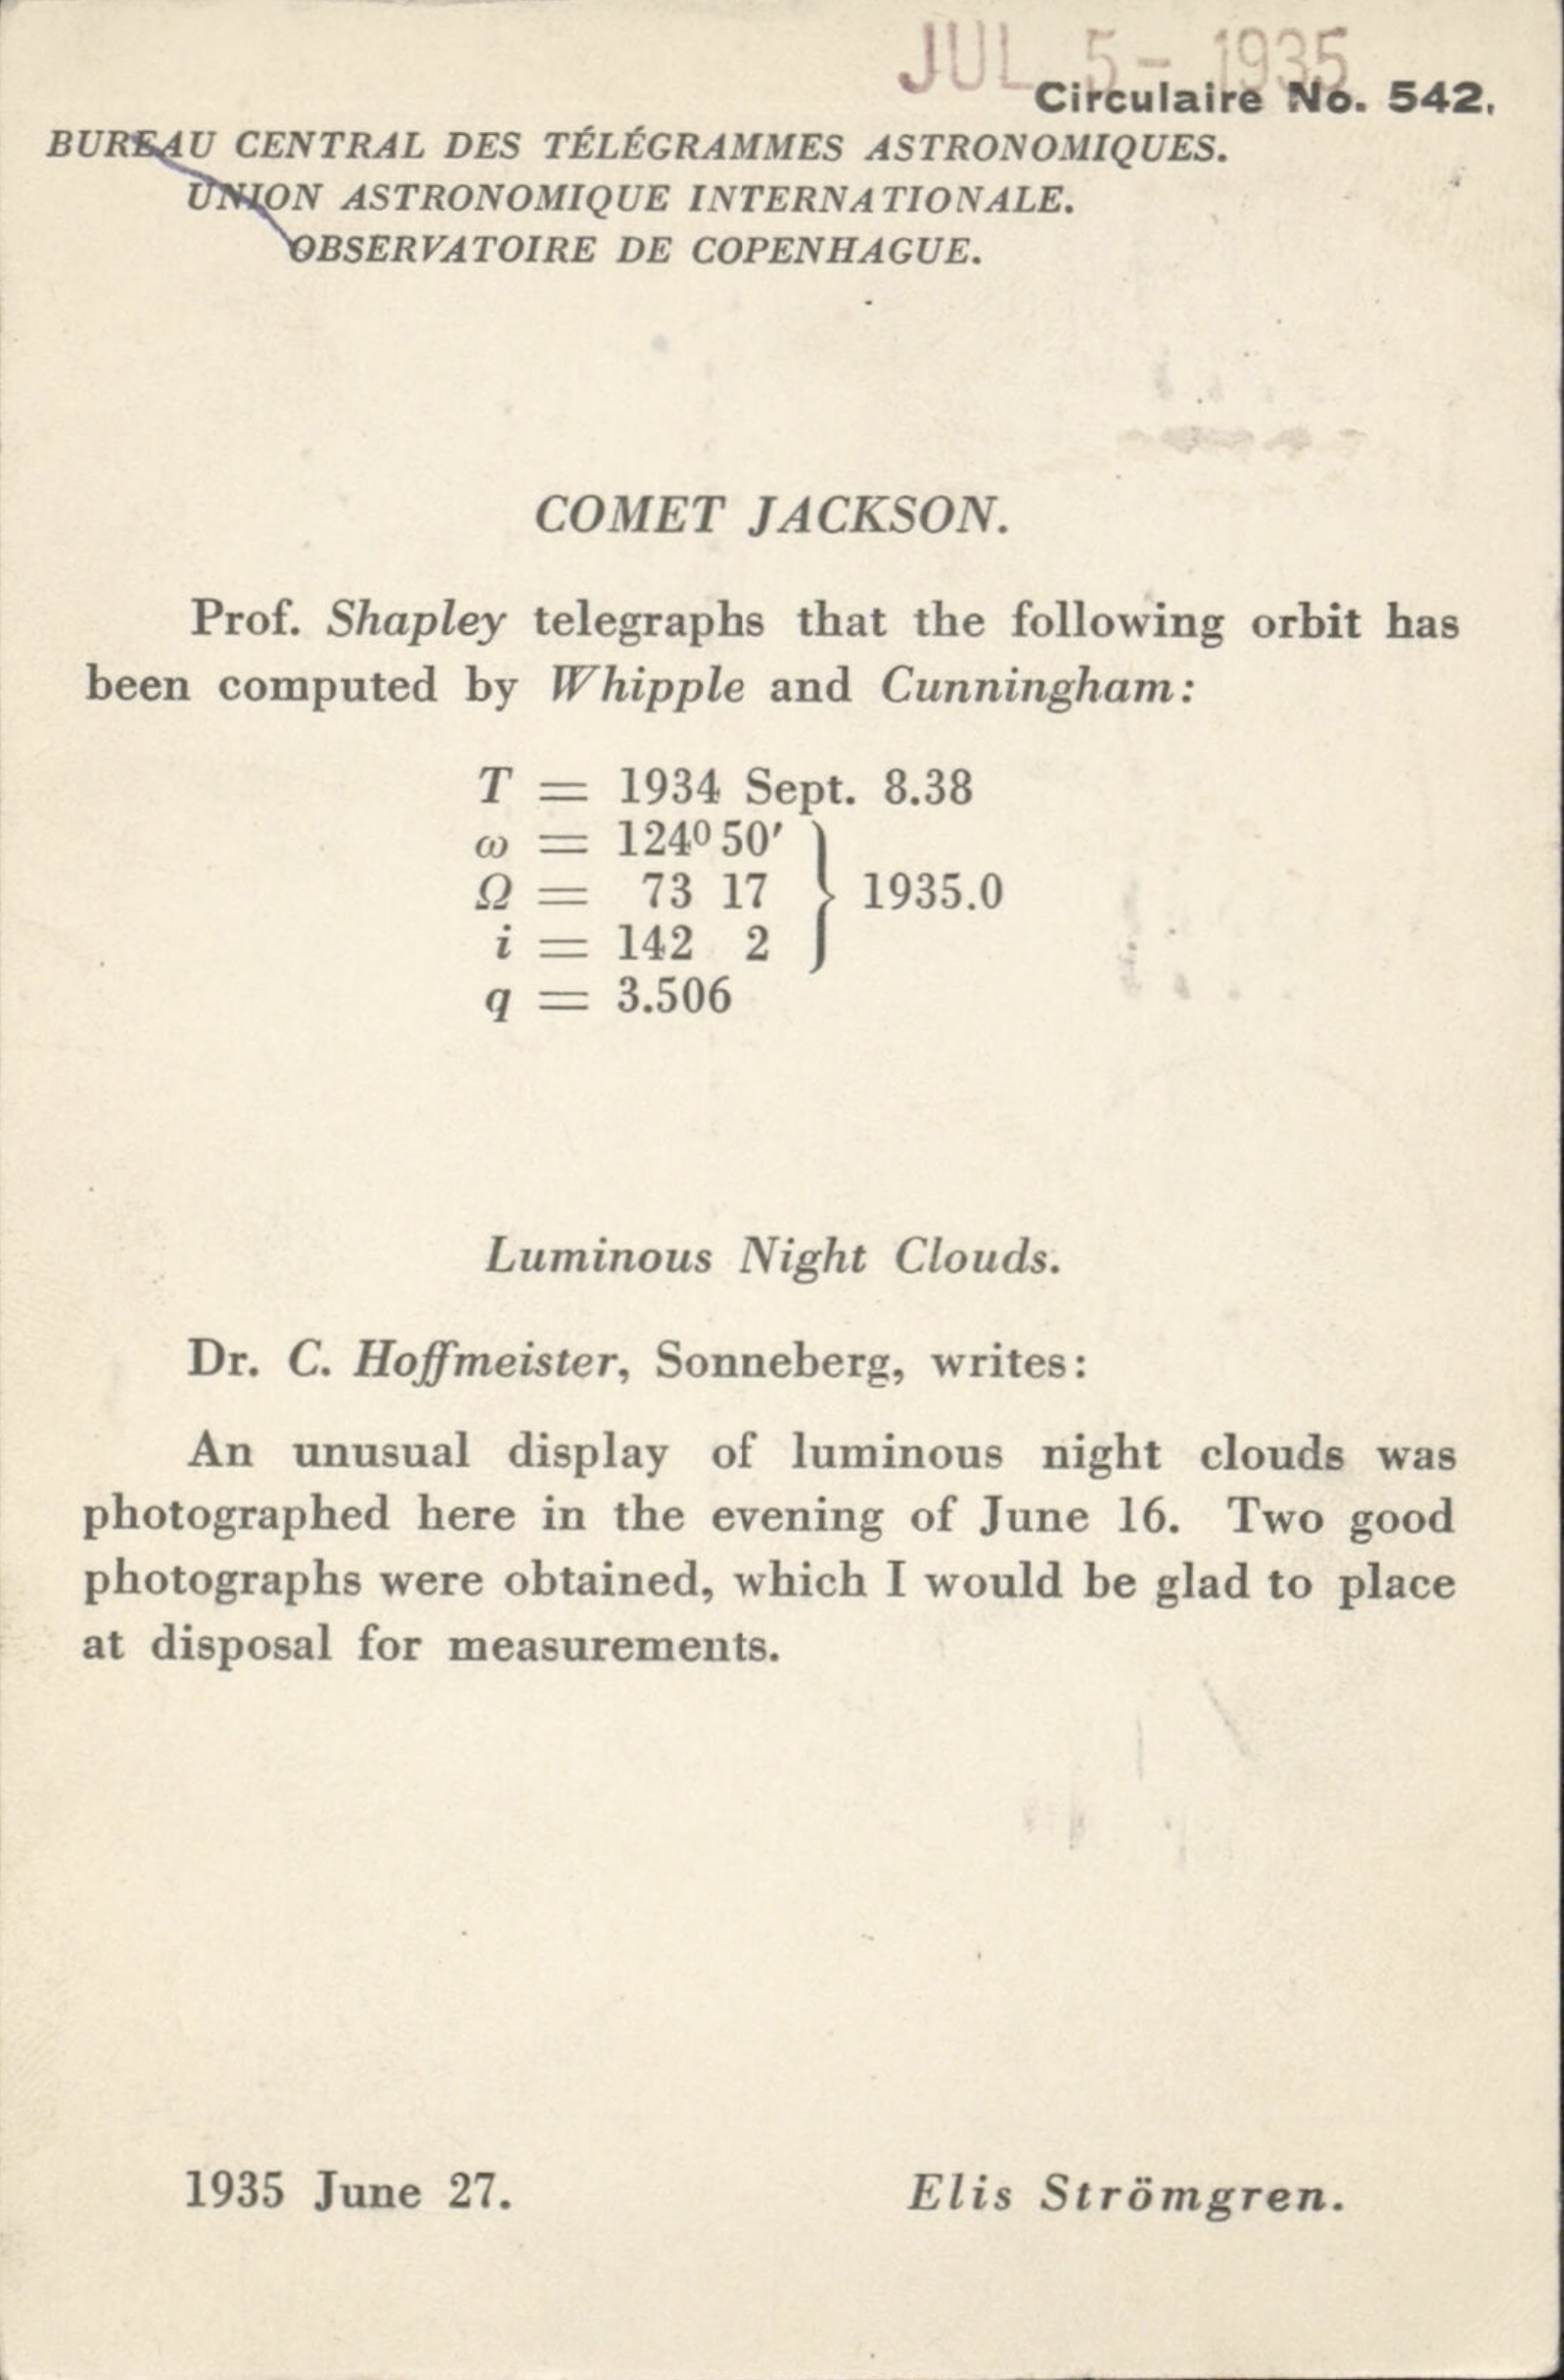 JUL 5 - 1935
Circulaire No. 542.
BUREAU CENTRAL DES TÉLÉGRAMMES ASTRONOMIQUES.
UNION ASTRONOMIQUE INTERNATIONALE.
OBSERVATOIRE DE COPENHAGUE.
COMET JACKSON.
Prof. Shapley telegraphs that the following orbit has
been computed by Whipple and Cunningham:
T = 1934 Sept. 8.38
ω = 124⁰ 50′
Ω = 73 17 } 1935.0
i = 142 2
q = 3.506
Luminous Night Clouds.
Dr. C. Hoffmeister, Sonneberg, writes:
An unusual display of luminous night clouds was
photographed here in the evening of June 16. Two good
photographs were obtained, which I would be glad to place
at disposal for measurements.
1935 June 27. Elis Strömgren.